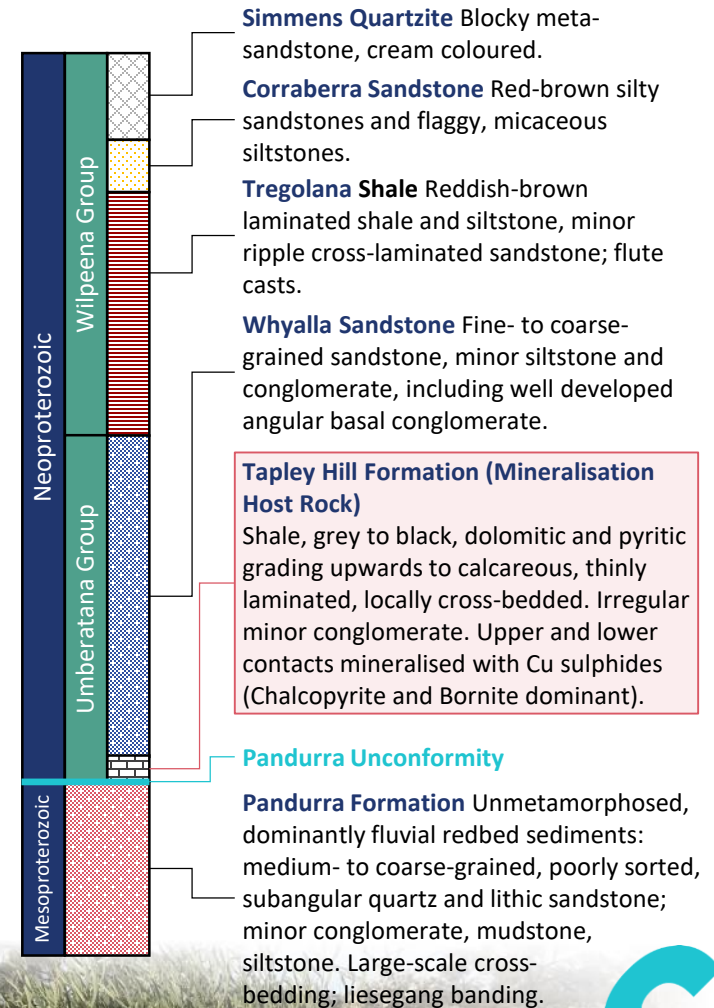 Simmens Quartzite Blocky meta-
sandstone, cream coloured.
Corraberra Sandstone Red-brown silty
sandstones and flaggy, micaceous
siltstones.
Tregolana Shale Reddish-brown
laminated shale and siltstone, minor
ripple cross-laminated sandstone; flute
casts.
Whyalla Sandstone Fine- to coarse-
grained sandstone, minor siltstone and
conglomerate, including well developed
angular basal conglomerate.
Tapley Hill Formation (Mineralisation
Host Rock)
Shale, grey to black, dolomitic and pyritic
grading upwards to calcareous, thinly
laminated, locally cross-bedded. Irregular
minor conglomerate. Upper and lower
contacts mineralised with Cu sulphides
(Chalcopyrite and Bornite dominant).
Pandurra Unconformity
Pandurra Formation Unmetamorphosed,
dominantly fluvial redbed sediments:
medium- to coarse-grained, poorly sorted,
subangular quartz and lithic sandstone;
minor conglomerate, mudstone,
siltstone. Large-scale cross-
bedding; liesegang banding.
Neoproterozoic
Mesoproterozoic
Wilpeena Group
Umberatana Group